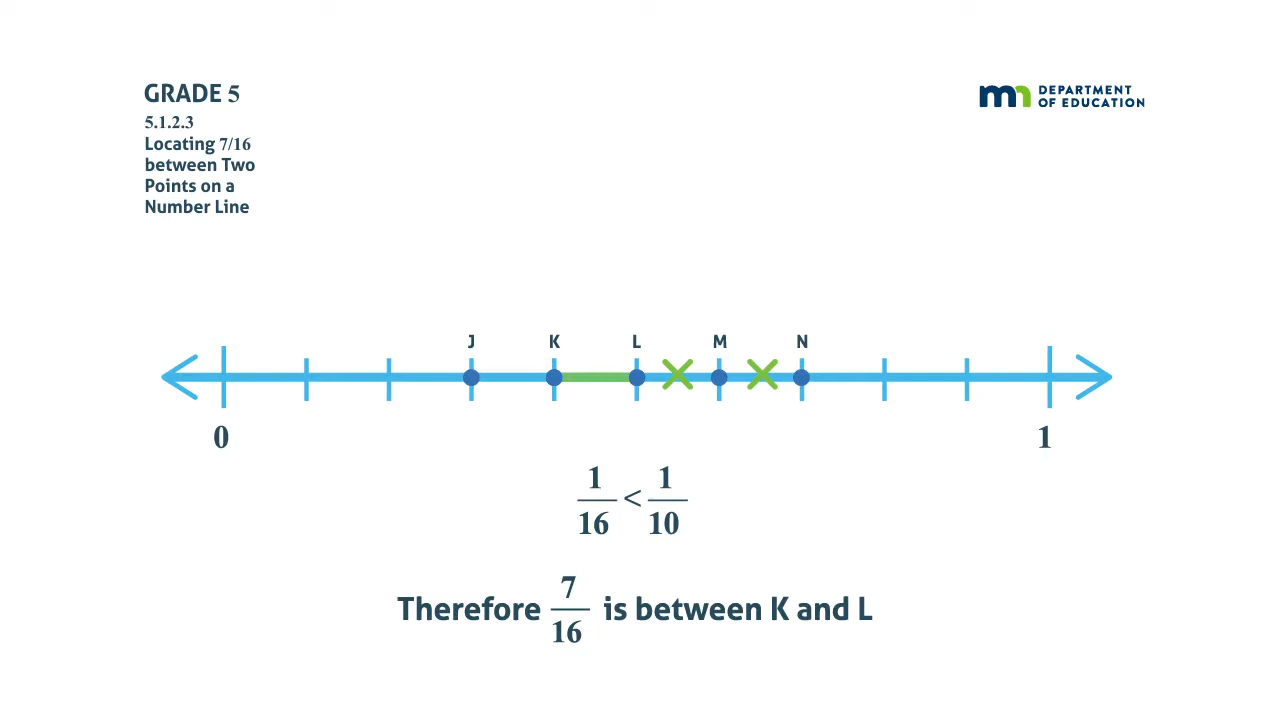 GRADE 5
5.1.2.3
Locating 7/16
between Two
Points on a
Number Line
DEPARTMENT
OF EDUCATION
J K L M N
0 1
1/16 < 1/10
Therefore 7/16 is between K and L